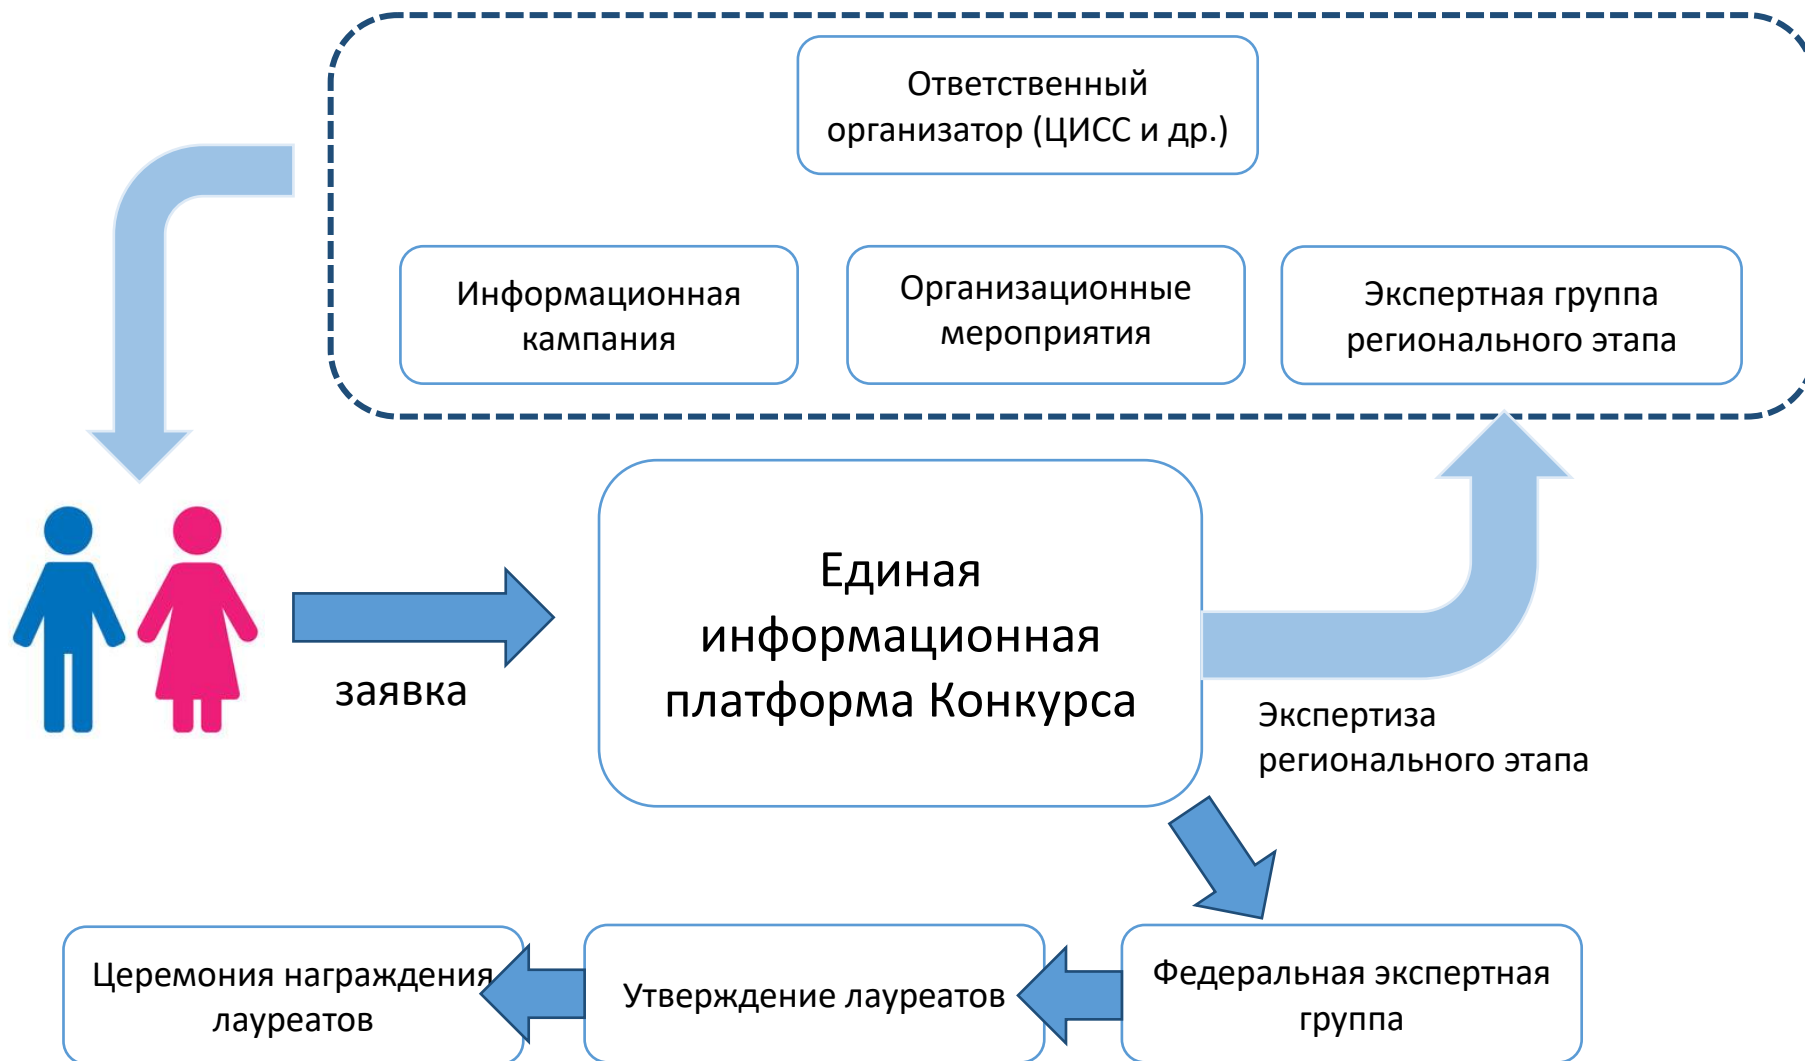 Ответственный
организатор (ЦИСС и др.)
Информационная
кампания
Организационные
мероприятия
Экспертная группа
регионального этапа
Единая
информационная
платформа Конкурса
заявка
Экспертиза
регионального этапа
Церемония награждения
лауреатов
Утверждение лауреатов
Федеральная экспертная
группа